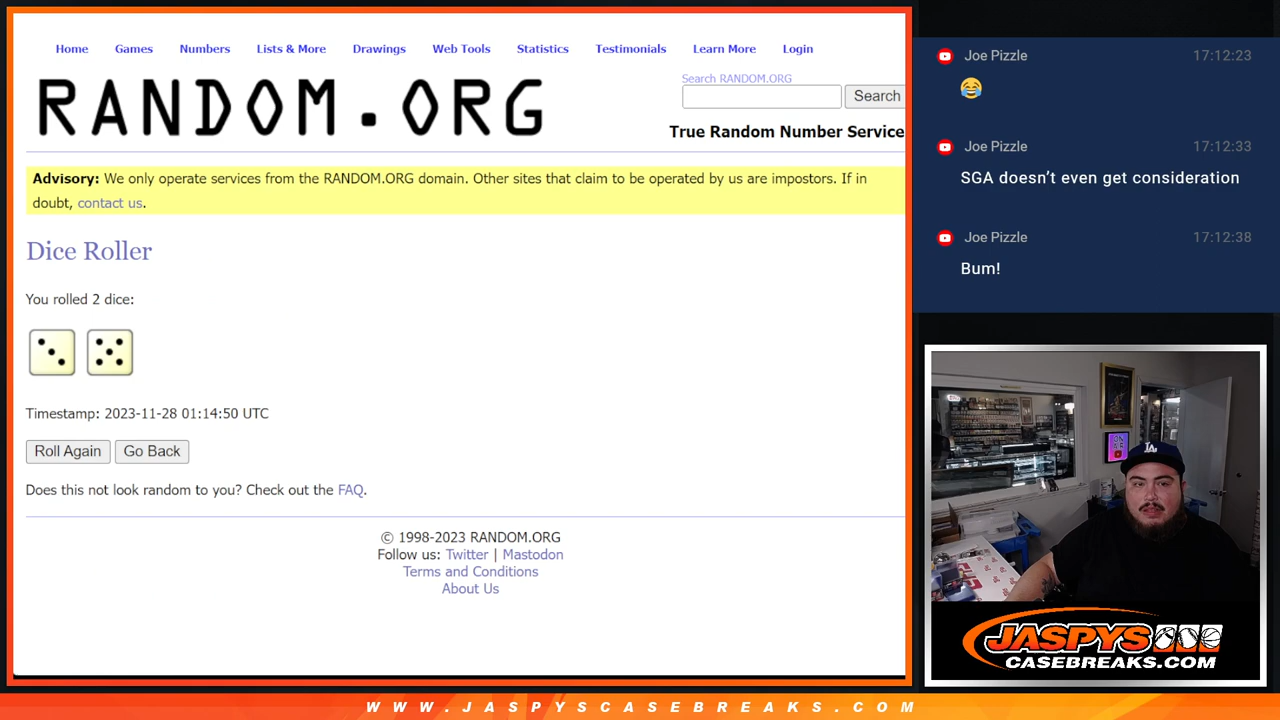 Home Games Numbers Lists & More Drawings Web Tools Statistics Testimonials Learn More Login
RANDOM.ORG
Search RANDOM.ORG
Search
True Random Number Service
Advisory: We only operate services from the RANDOM.ORG domain. Other sites that claim to be operated by us are impostors. If in
doubt, contact us.
Dice Roller
You rolled 2 dice:
Timestamp: 2023-11-28 01:14:50 UTC
Roll Again Go Back
Does this not look random to you? Check out the FAQ.
© 1998-2023 RANDOM.ORG
Follow us: Twitter | Mastodon
Terms and Conditions
About Us
Joe Pizzle 17:12:23
😂
Joe Pizzle 17:12:33
SGA doesn’t even get consideration
Joe Pizzle 17:12:38
Bum!
LA
JASPYS
CASEBREAKS.COM
WWW.JASPYSCASEBREAKS.COM